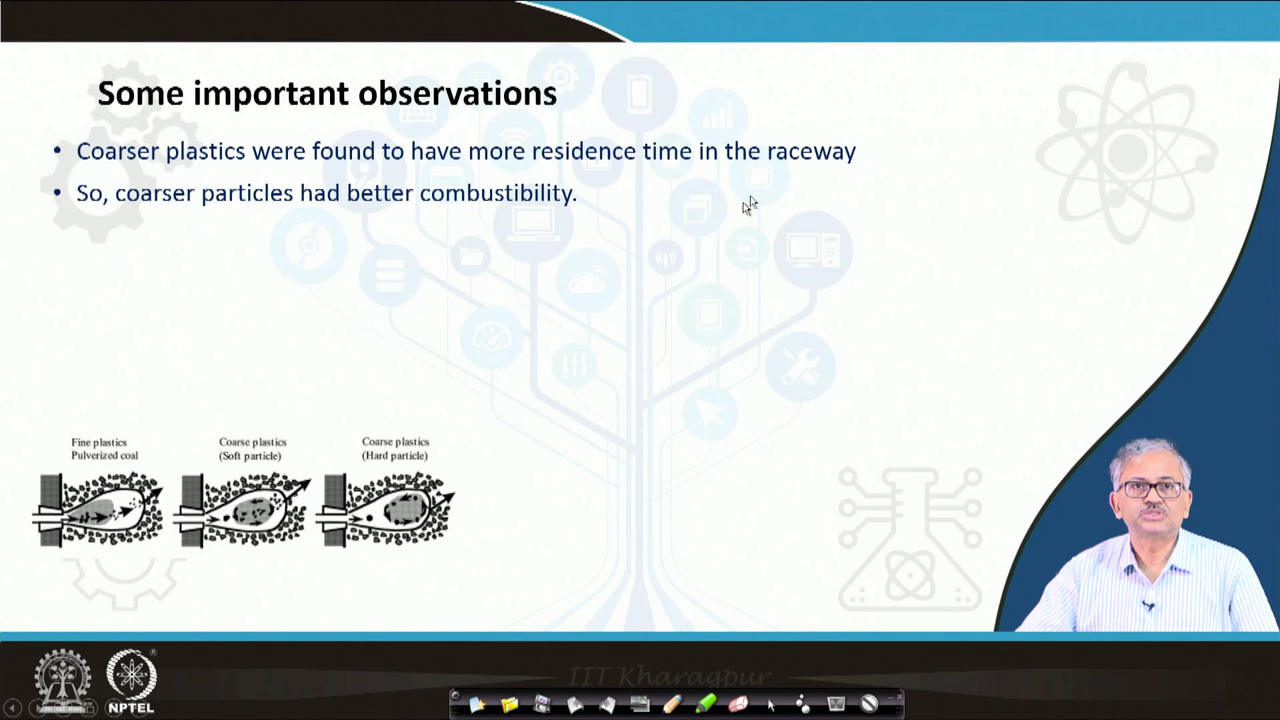 Some important observations
• Coarser plastics were found to have more residence time in the raceway
• So, coarser particles had better combustibility.
Fine plastics
Pulverized coal
Coarse plastics
(Soft particle)
Coarse plastics
(Hard particle)
IIT Kharagpur
NPTEL